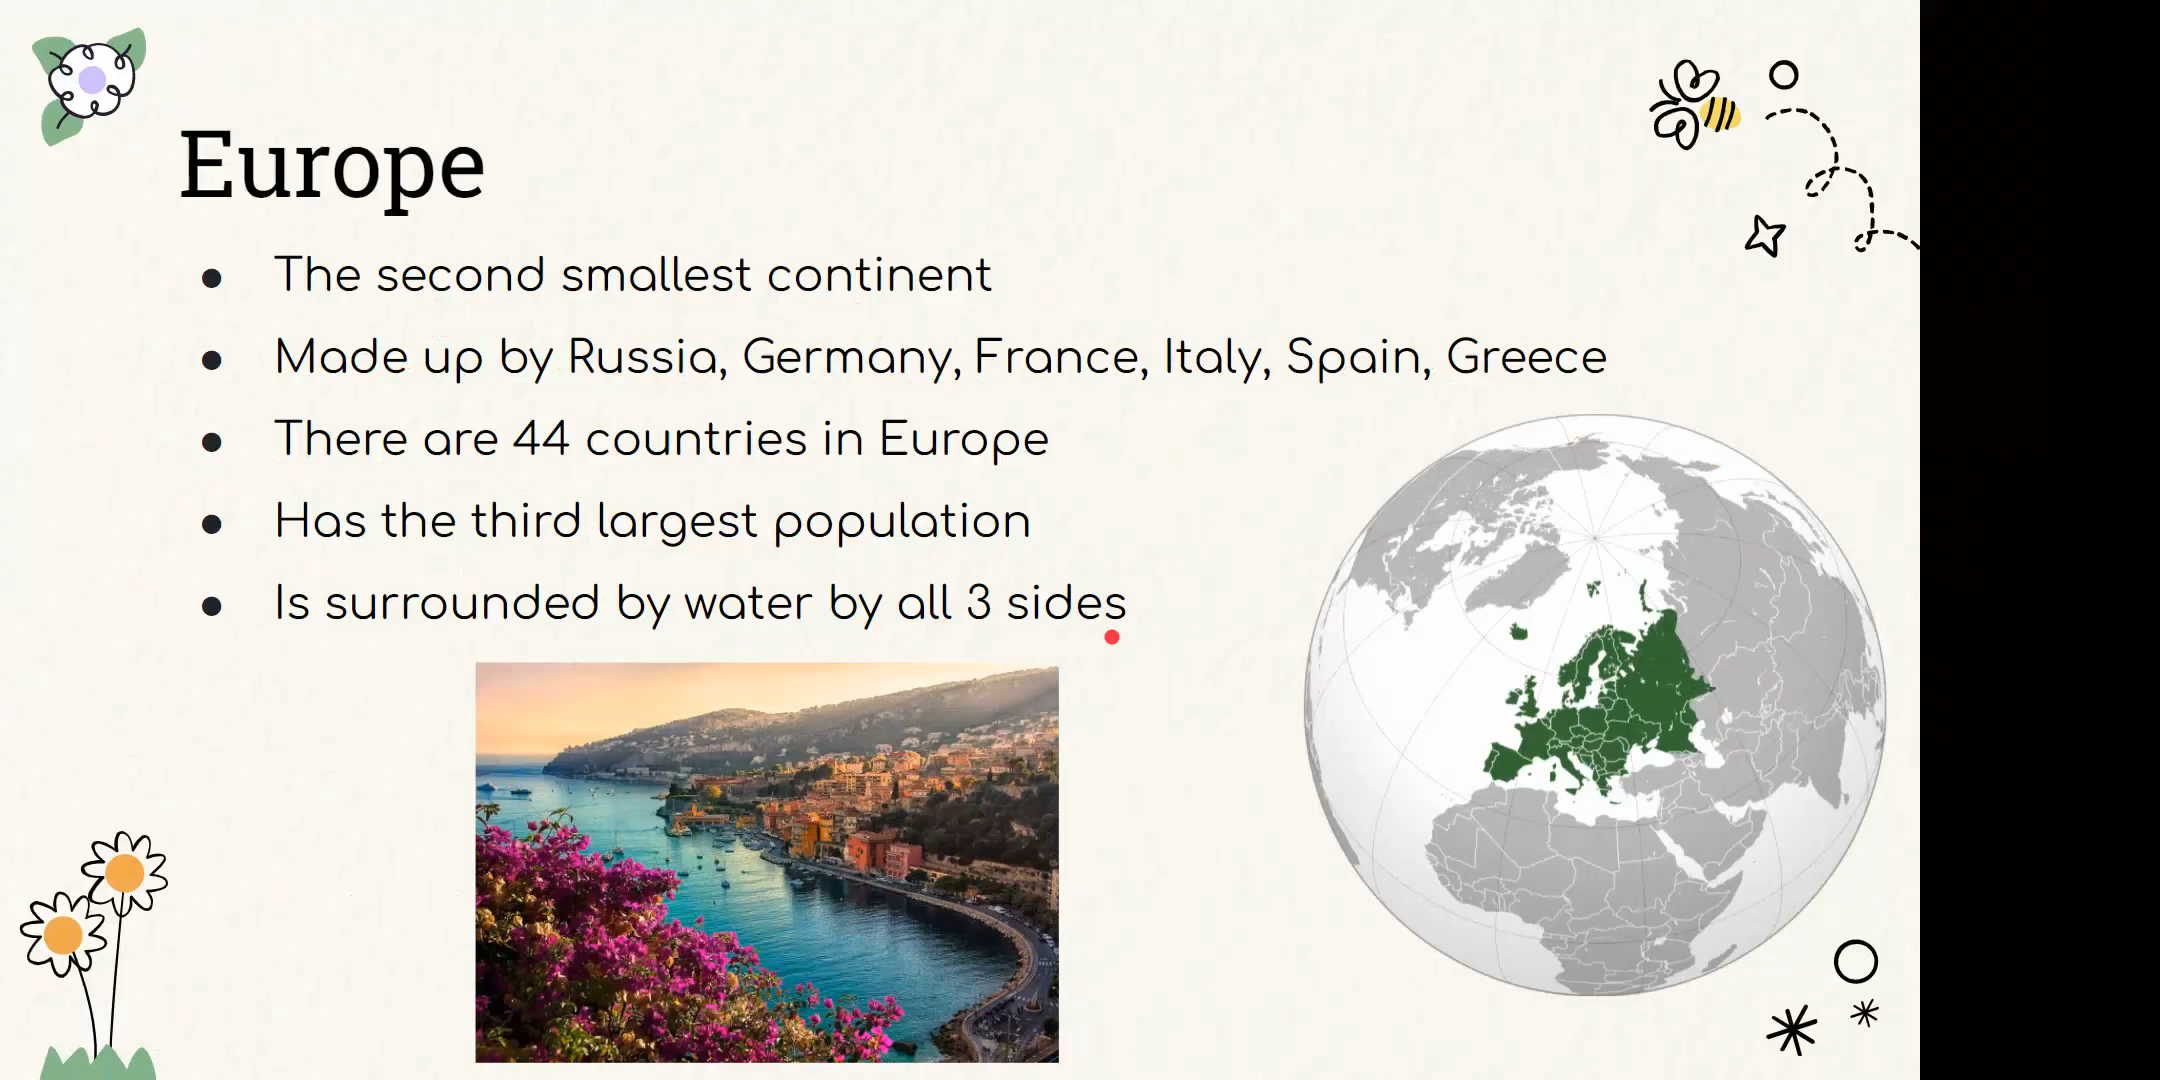 Europe
The second smallest continent
Made up by Russia, Germany, France, Italy, Spain, Greece
There are 44 countries in Europe
Has the third largest population
Is surrounded by water by all 3 sides